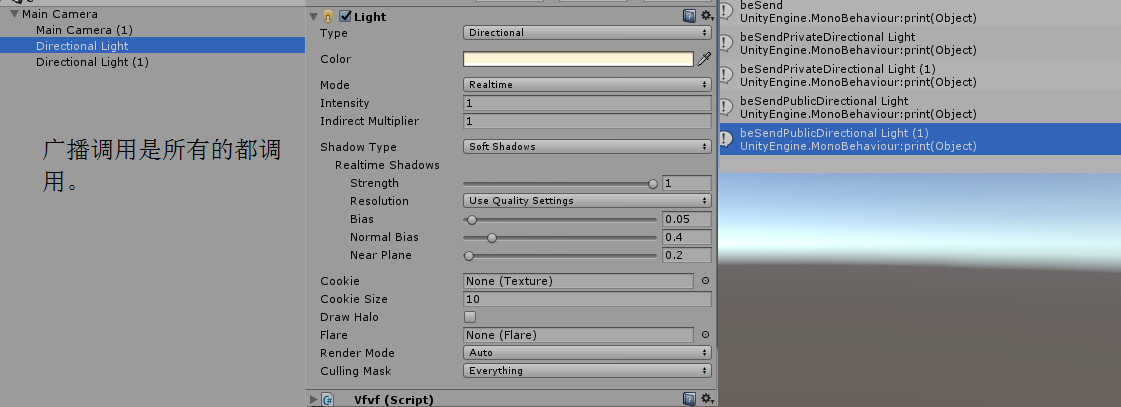 Main Camera
Main Camera (1)
Directional Light
Directional Light (1)
广播调用是所有的都调
用。
Light
Type Directional
Color
Mode Realtime
Intensity 1
Indirect Multiplier 1
Shadow Type Soft Shadows
Realtime Shadows
Strength 1
Resolution Use Quality Settings
Bias 0.05
Normal Bias 0.4
Near Plane 0.2
Cookie None (Texture)
Cookie Size 10
Draw Halo
Flare None (Flare)
Render Mode Auto
Culling Mask Everything
Vfvf (Script)
beSend
UnityEngine.MonoBehaviour:print(Object)
beSendPrivateDirectional Light
UnityEngine.MonoBehaviour:print(Object)
beSendPrivateDirectional Light (1)
UnityEngine.MonoBehaviour:print(Object)
beSendPublicDirectional Light
UnityEngine.MonoBehaviour:print(Object)
beSendPublicDirectional Light (1)
UnityEngine.MonoBehaviour:print(Object)